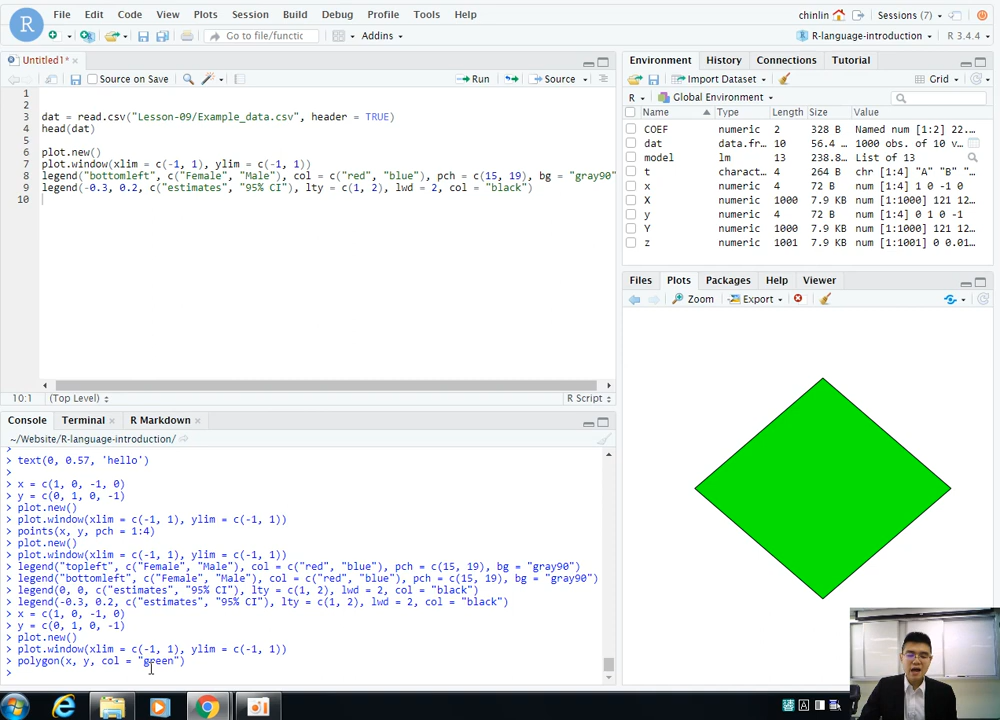 R
File Edit Code View Plots Session Build Debug Profile Tools Help
chinlin
Sessions (7)
Go to file/functic
Addins
R-language-introduction
R 3.4.4
Untitled1*
Source on Save
Run
Source
1
2
3 dat = read.csv("Lesson-09/Example_data.csv", header = TRUE)
4 head(dat)
5
6 plot.new()
7 plot.window(xlim = c(-1, 1), ylim = c(-1, 1))
8 legend("bottomleft", c("Female", "Male"), col = c("red", "blue"), pch = c(15, 19), bg = "gray90"
9 legend(-0.3, 0.2, c("estimates", "95% CI"), lty = c(1, 2), lwd = 2, col = "black")
10
10:1 (Top Level) R Script
Console Terminal R Markdown
~/Website/R-language-introduction/
>
> text(0, 0.57, 'hello')
>
> x = c(1, 0, -1, 0)
> y = c(0, 1, 0, -1)
> plot.new()
> plot.window(xlim = c(-1, 1), ylim = c(-1, 1))
> points(x, y, pch = 1:4)
> plot.new()
> plot.window(xlim = c(-1, 1), ylim = c(-1, 1))
> legend("topleft", c("Female", "Male"), col = c("red", "blue"), pch = c(15, 19), bg = "gray90")
> legend("bottomleft", c("Female", "Male"), col = c("red", "blue"), pch = c(15, 19), bg = "gray90")
> legend(0, 0, c("estimates", "95% CI"), lty = c(1, 2), lwd = 2, col = "black")
> legend(-0.3, 0.2, c("estimates", "95% CI"), lty = c(1, 2), lwd = 2, col = "black")
> x = c(1, 0, -1, 0)
> y = c(0, 1, 0, -1)
> plot.new()
> plot.window(xlim = c(-1, 1), ylim = c(-1, 1))
> polygon(x, y, col = "green")
>
Environment History Connections Tutorial
Import Dataset
Grid
R Global Environment
Name Type Length Size Value
COEF numeric 2 328 B Named num [1:2] 22.…
dat data.fr… 10 56.4 … 1000 obs. of 10 v…
model lm 13 238.8… List of 13
t charact… 4 264 B chr [1:4] "A" "B" "…
x numeric 4 72 B num [1:4] 1 0 -1 0
X numeric 1000 7.9 KB num [1:1000] 121 12…
y numeric 4 72 B num [1:4] 0 1 0 -1
Y numeric 1000 7.9 KB num [1:1000] 121 12…
z numeric 1001 7.9 KB num [1:1001] 0 0.01…
Files Plots Packages Help Viewer
Zoom Export